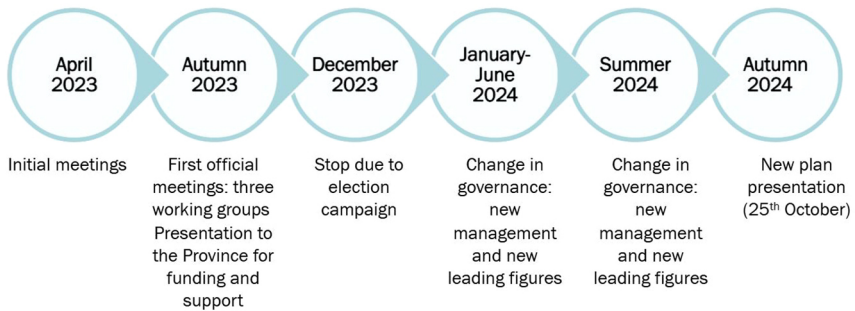 April
2023
Autumn
2023
December
2023
January-
June
2024
Summer
2024
Autumn
2024
Initial meetings
First official
meetings: three
working groups
Presentation to
the Province for
funding and
support
Stop due to
election
campaign
Change in
governance:
new
management
and new
leading figures
Change in
governance:
new
management
and new
leading figures
New plan
presentation
(25th October)